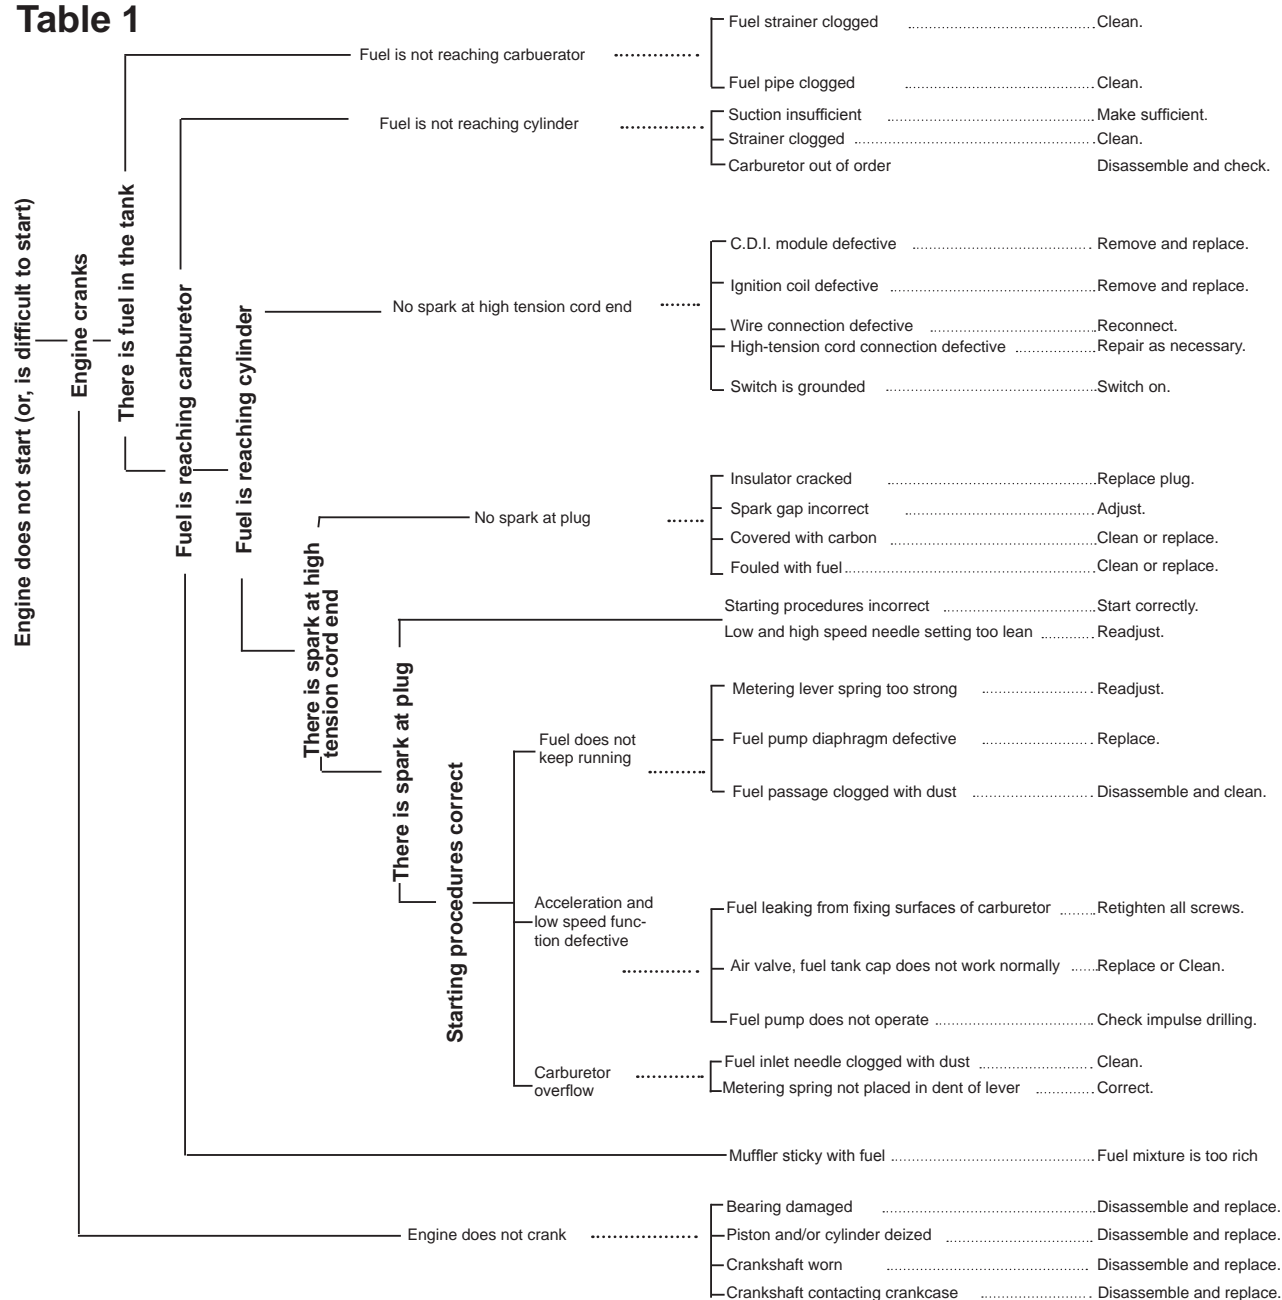 Table 1
Engine does not start (or, is difficult to start)
Engine cranks
There is fuel in the tank
Fuel is reaching carburetor
Fuel is reaching cylinder
There is spark at high
tension cord end
There is spark at plug
Starting procedures correct
Fuel is not reaching carbuerator
Fuel strainer clogged Clean.
Fuel pipe clogged Clean.
Fuel is not reaching cylinder
Suction insufficient Make sufficient.
Strainer clogged Clean.
Carburetor out of order Disassemble and check.
No spark at high tension cord end
C.D.I. module defective Remove and replace.
Ignition coil defective Remove and replace.
Wire connection defective Reconnect.
High-tension cord connection defective Repair as necessary.
Switch is grounded Switch on.
No spark at plug
Insulator cracked Replace plug.
Spark gap incorrect Adjust.
Covered with carbon Clean or replace.
Fouled with fuel Clean or replace.
Starting procedures incorrect Start correctly.
Low and high speed needle setting too lean Readjust.
Fuel does not
keep running
Metering lever spring too strong Readjust.
Fuel pump diaphragm defective Replace.
Fuel passage clogged with dust Disassemble and clean.
Acceleration and
low speed func-
tion defective
Fuel leaking from fixing surfaces of carburetor Retighten all screws.
Air valve, fuel tank cap does not work normally Replace or Clean.
Fuel pump does not operate Check impulse drilling.
Carburetor
overflow
Fuel inlet needle clogged with dust Clean.
Metering spring not placed in dent of lever Correct.
Muffler sticky with fuel Fuel mixture is too rich
Engine does not crank
Bearing damaged Disassemble and replace.
Piston and/or cylinder deized Disassemble and replace.
Crankshaft worn Disassemble and replace.
Crankshaft contacting crankcase Disassemble and replace.